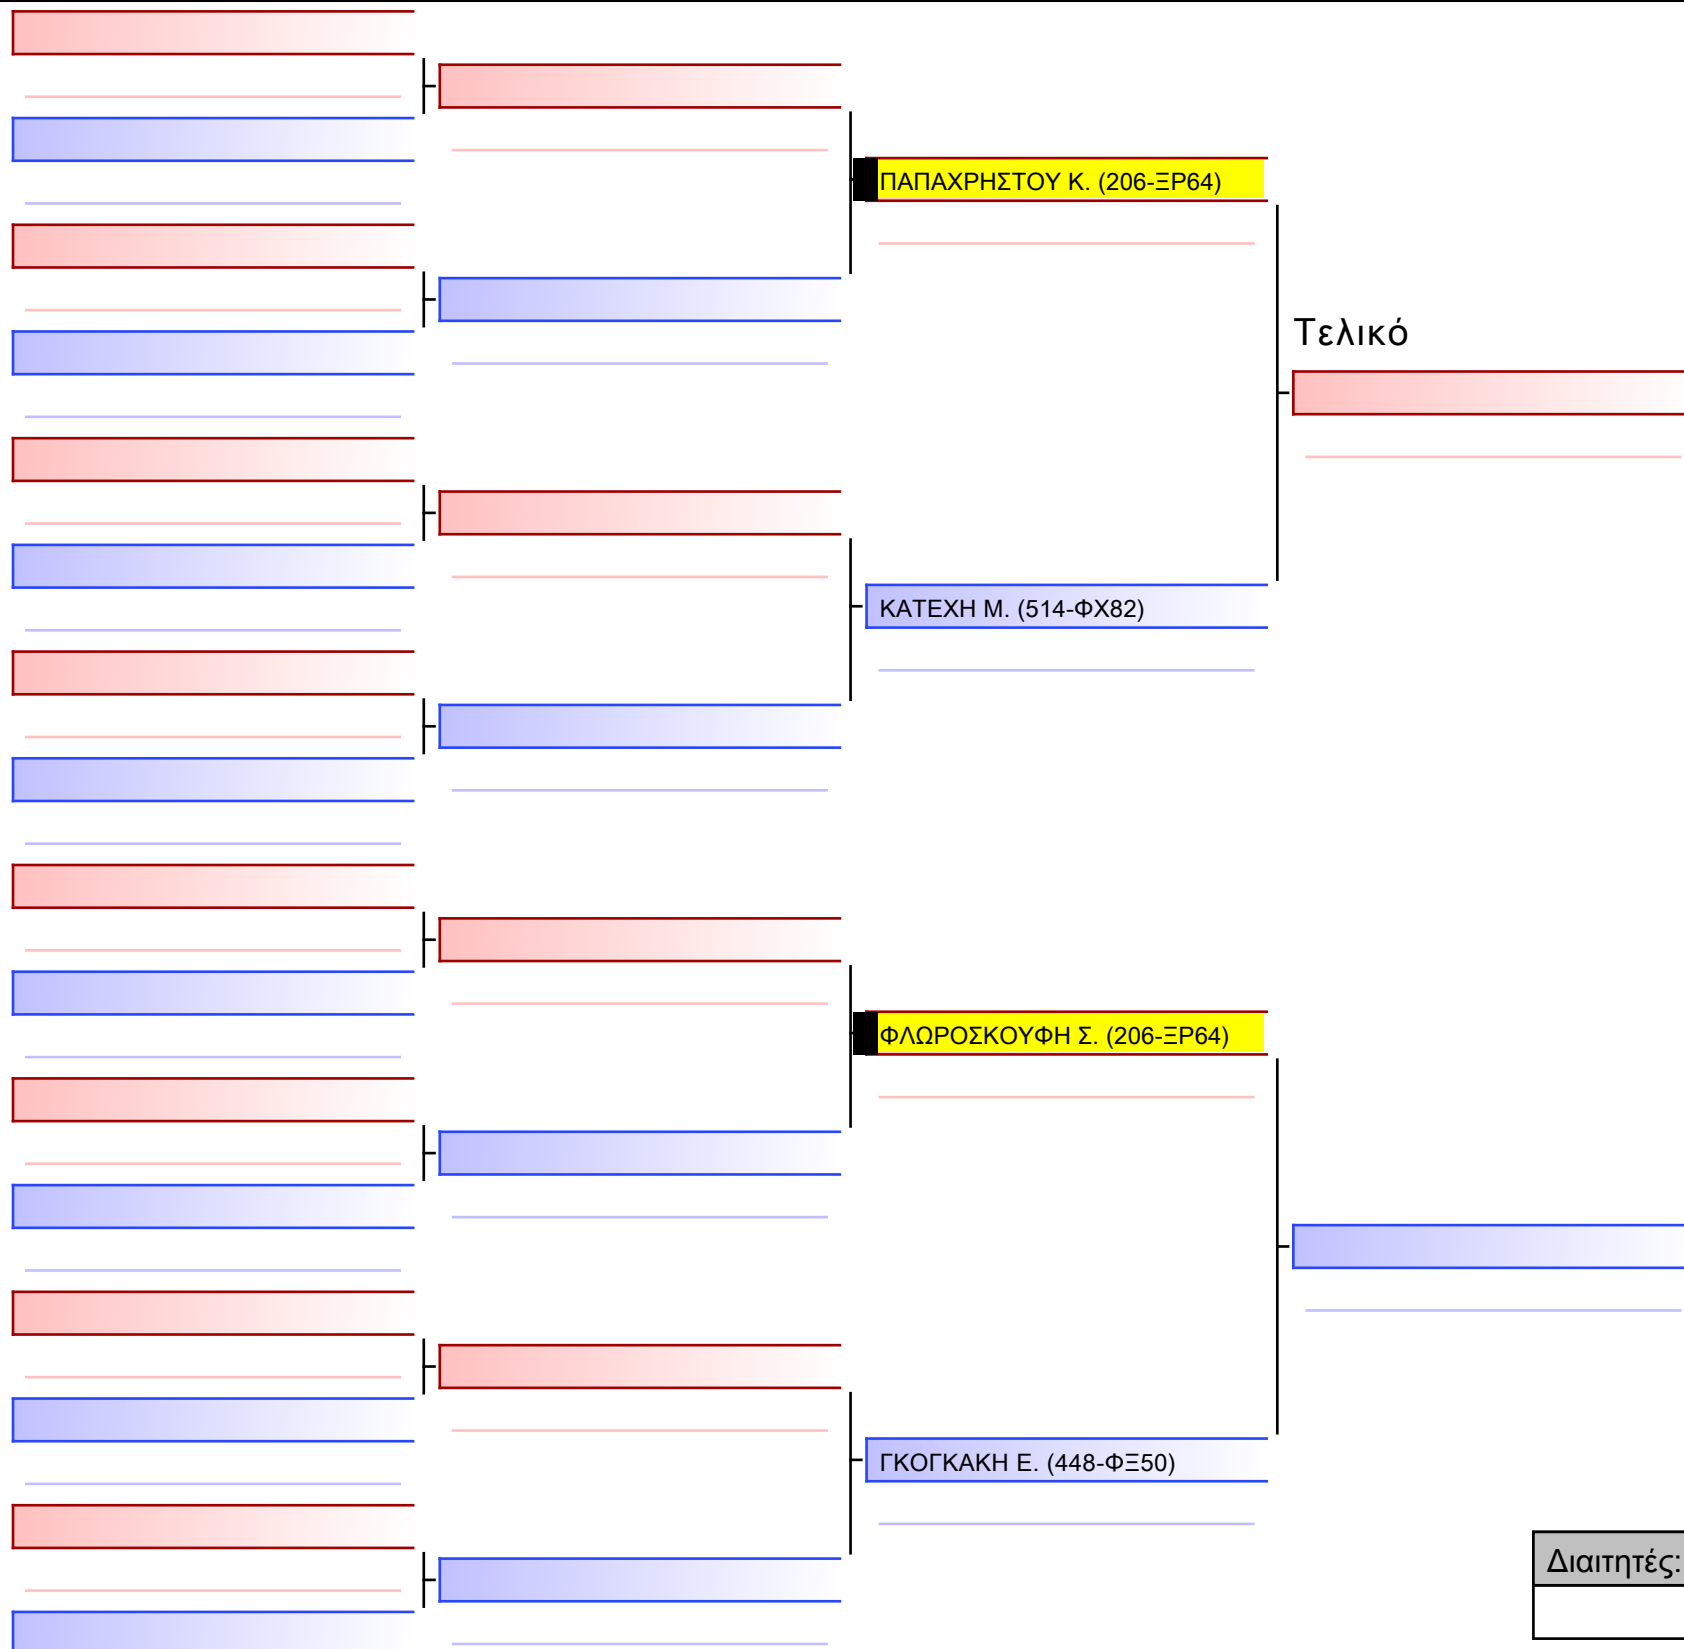 ΠΑΠΑΧΡΗΣΤΟΥ Κ. (206-ΞΡ64)
Τελικό
ΚΑΤΕΧΗ Μ. (514-ΦΧ82)
ΦΛΩΡΟΣΚΟΥΦΗ Σ. (206-ΞΡ64)
ΓΚΟΓΚΑΚΗ Ε. (448-ΦΞ50)
Διαιτητές: